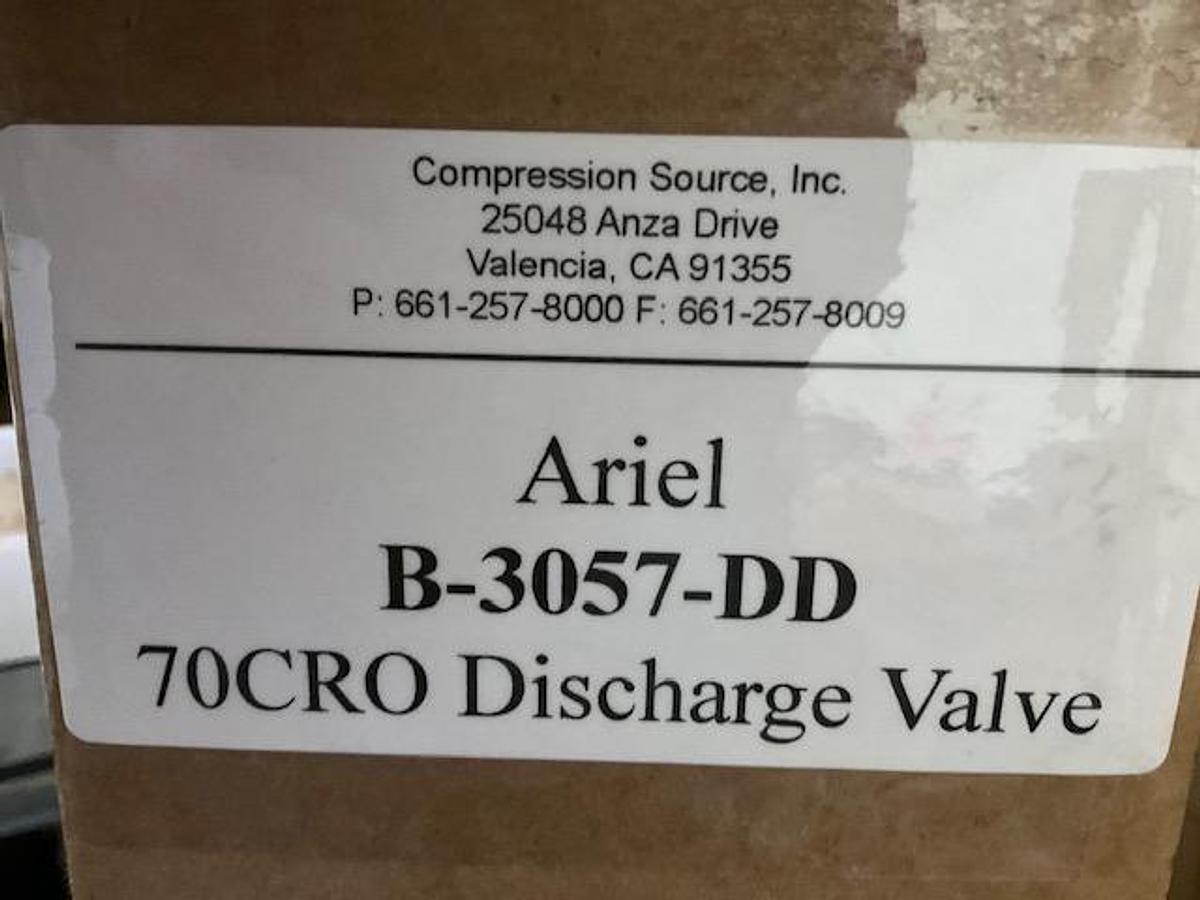 Compression Source, Inc.
25048 Anza Drive
Valencia, CA 91355
P: 661-257-8000 F: 661-257-8009
Ariel
B-3057-DD
70CRO Discharge Valve